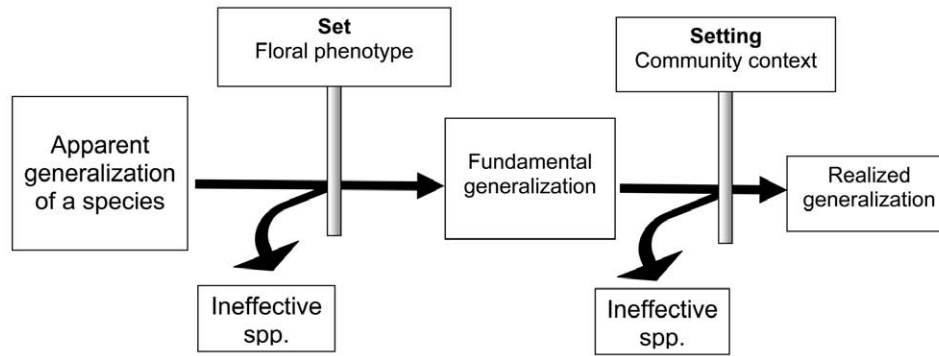 Set
Floral phenotype
Setting
Community context
Apparent
generalization
of a species
Fundamental
generalization
Realized
generalization
Ineffective
spp.
Ineffective
spp.